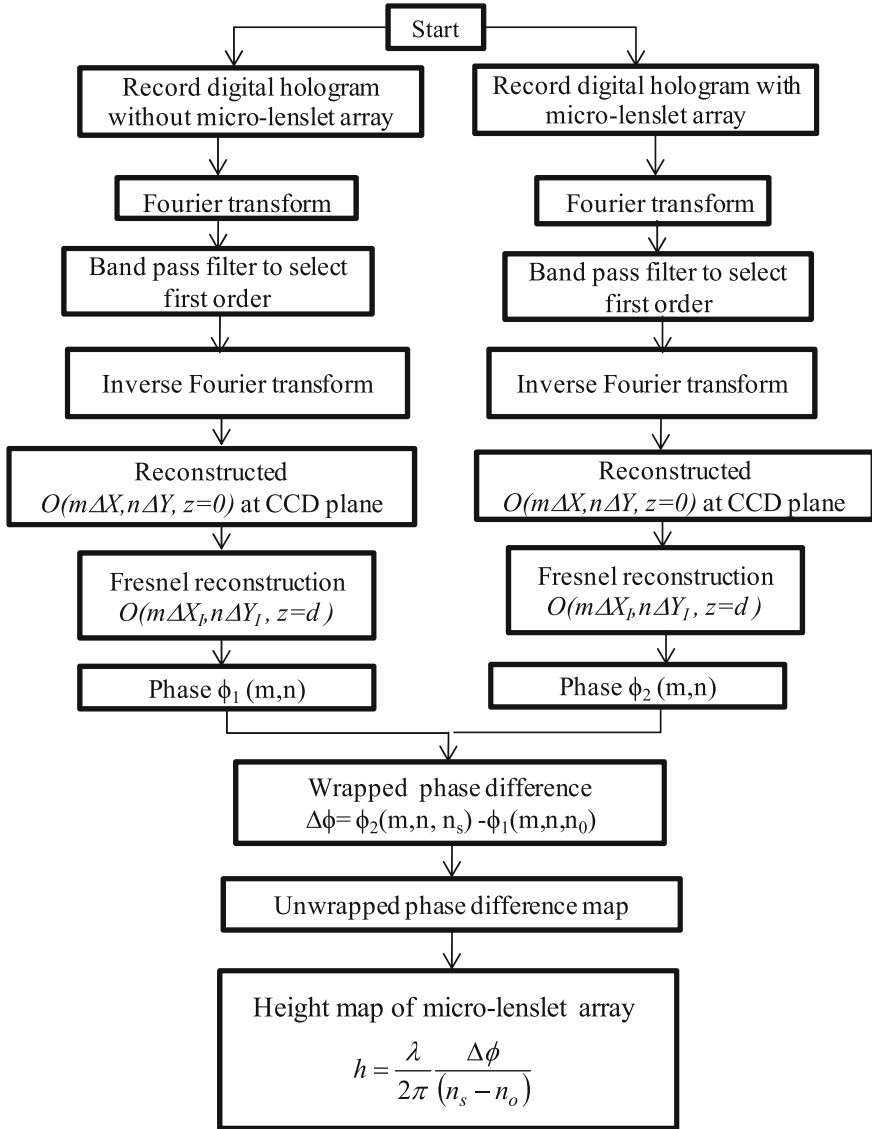 Start
Record digital hologram
without micro-lenslet array
Fourier transform
Band pass filter to select
first order
Inverse Fourier transform
Reconstructed
O(mΔX,nΔY, z=0) at CCD plane
Fresnel reconstruction
O(mΔX_I,nΔY_I, z=d )
Phase ϕ₁ (m,n)
Record digital hologram with
micro-lenslet array
Fourier transform
Band pass filter to select
first order
Inverse Fourier transform
Reconstructed
O(mΔX,nΔY, z=0) at CCD plane
Fresnel reconstruction
O(mΔX_I,nΔY_I, z=d )
Phase ϕ₂ (m,n)
Wrapped phase difference
Δϕ= ϕ₂(m,n, n_s) -ϕ₁(m,n,n₀)
Unwrapped phase difference map
Height map of micro-lenslet array
h = λ/2π Δϕ/(n_s − n_o)